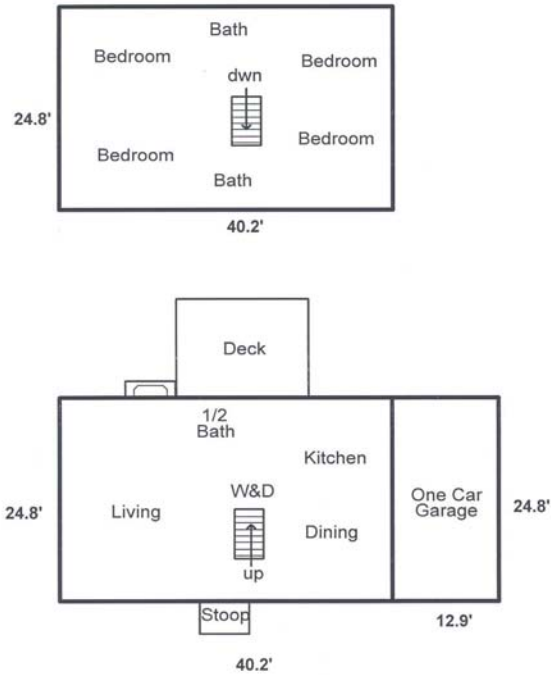 Bath
Bedroom
Bedroom
dwn
24.8'
Bedroom
Bedroom
Bath
40.2'
Deck
1/2
Bath
Kitchen
W&D
24.8'
Living
Dining
One Car
Garage
24.8'
up
Stoop
12.9'
40.2'